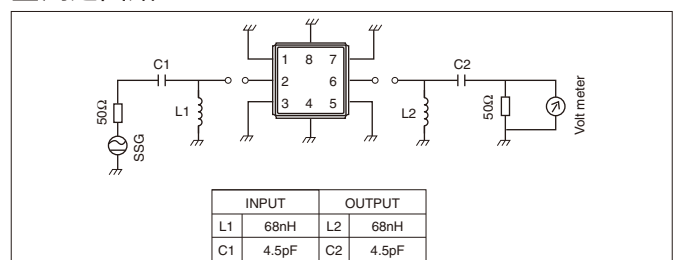 C1
C2
1 8 7
2 6
3 4 5
L1
L2
50Ω
SSG
50Ω
Volt meter
INPUT OUTPUT
L1 68nH L2 68nH
C1 4.5pF C2 4.5pF